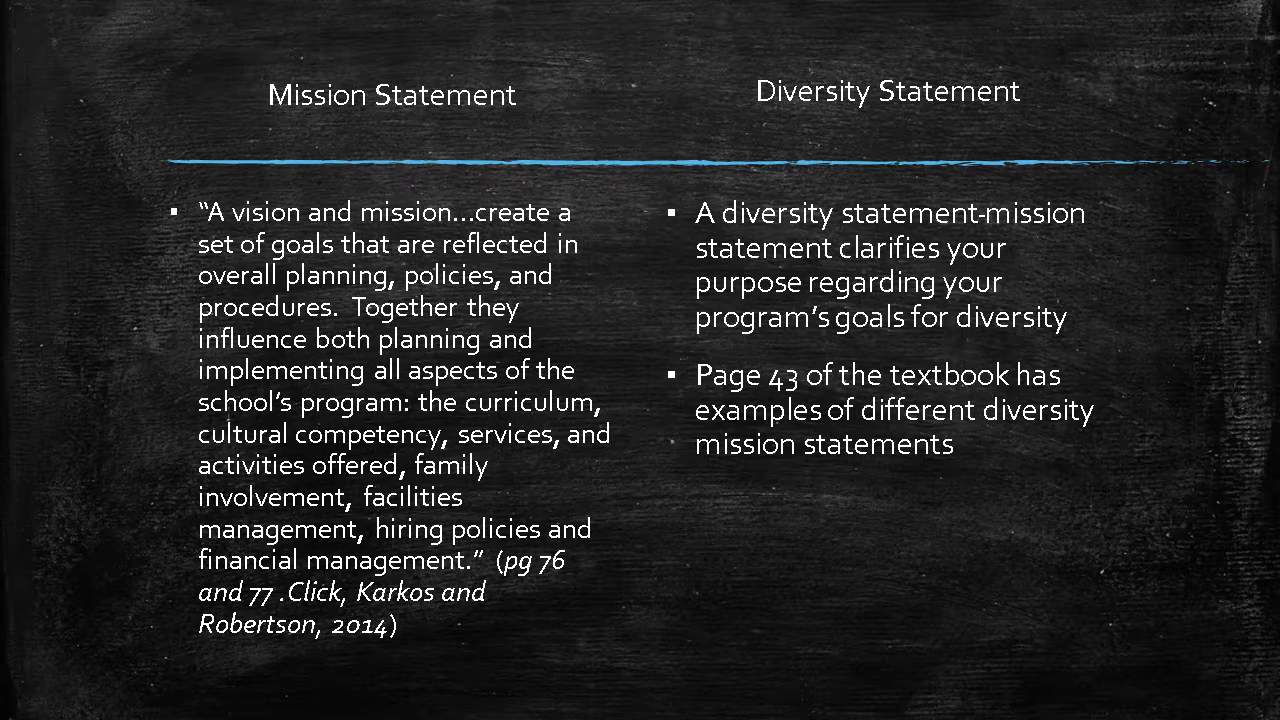 Mission Statement
Diversity Statement
▪ “A vision and mission…create a
set of goals that are reflected in
overall planning, policies, and
procedures.  Together they
influence both planning and
implementing all aspects of the
school’s program: the curriculum,
cultural competency, services, and
activities offered, family
involvement, facilities
management, hiring policies and
financial management.”  (pg 76
and 77 .Click, Karkos and
Robertson, 2014)
▪ A diversity statement-mission
statement clarifies your
purpose regarding your
program’s goals for diversity
▪ Page 43 of the textbook has
examples of different diversity
mission statements